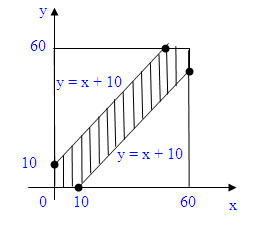 y
60
y = x + 10
10
y = x + 10
0 10 60 x